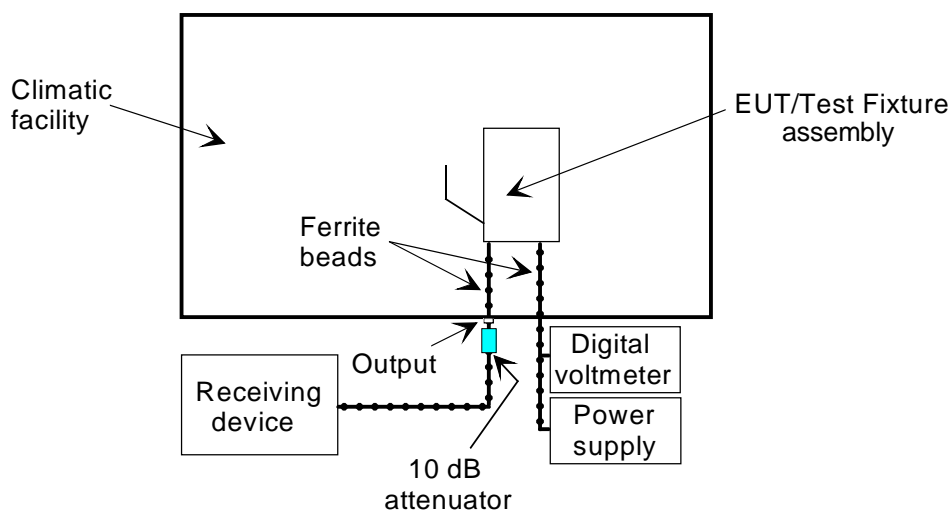 Climatic
facility
EUT/Test Fixture
assembly
Ferrite
beads
Output
Digital
voltmeter
Receiving
device
Power
supply
10 dB
attenuator